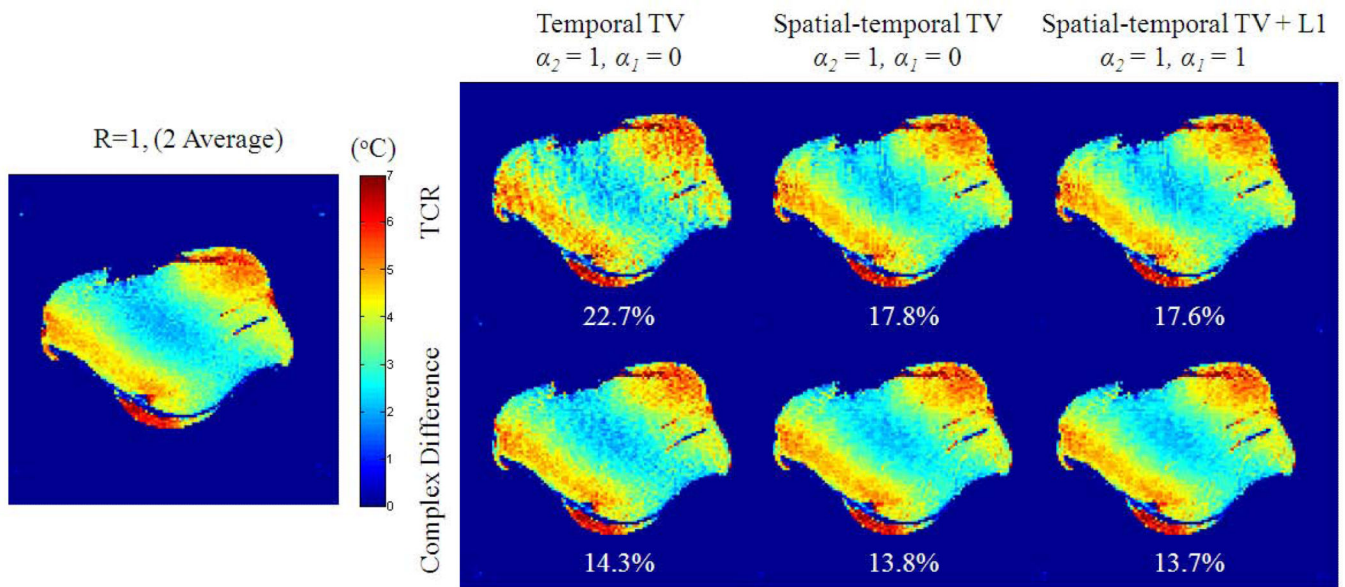 Temporal TV
α₂ = 1, α₁ = 0
Spatial-temporal TV
α₂ = 1, α₁ = 0
Spatial-temporal TV + L1
α₂ = 1, α₁ = 1
R=1, (2 Average)
(°C)
7
6
5
4
3
2
1
0
TCR
22.7%
17.8%
17.6%
Complex Difference
14.3%
13.8%
13.7%